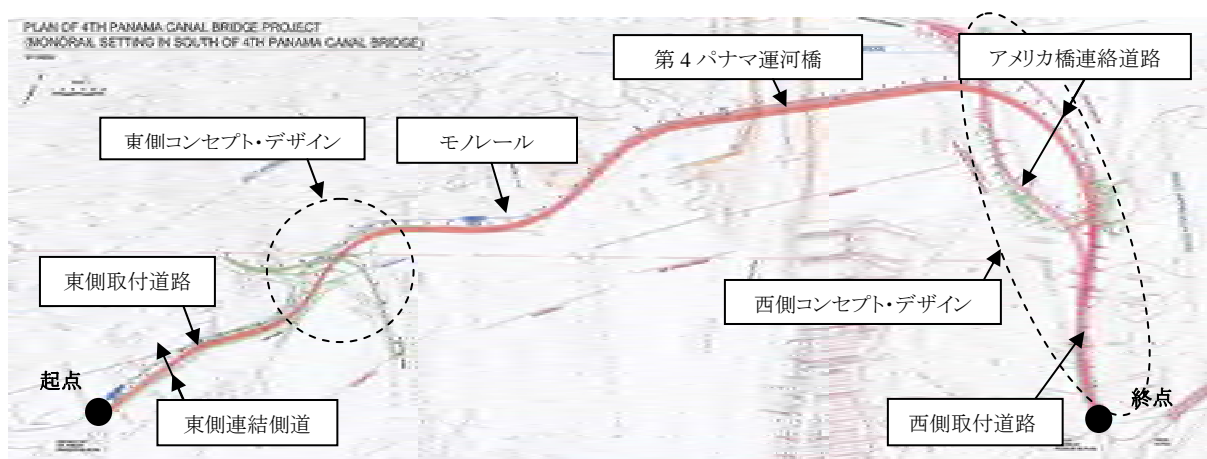 PLAN OF 4TH PANAMA CANAL BRIDGE PROJECT
(MONORAIL SETTING IN SOUTH OF 4TH PANAMA CANAL BRIDGE)
第4パナマ運河橋
アメリカ橋連絡道路
東側コンセプト・デザイン
モノレール
東側取付道路
西側コンセプト・デザイン
起点
終点
東側連結側道
西側取付道路